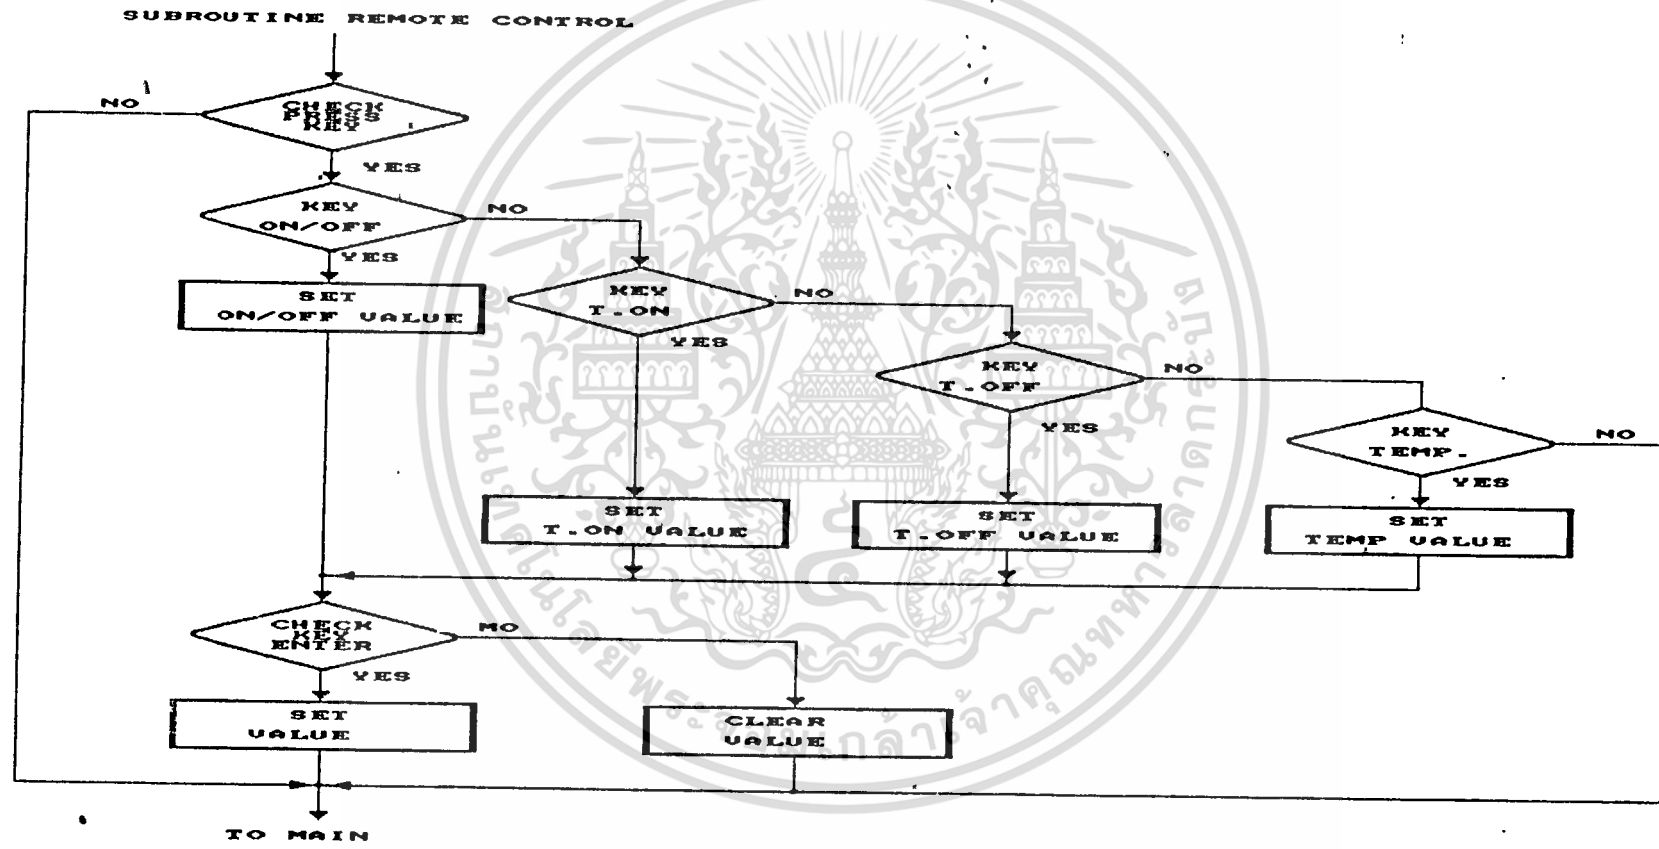 SUBROUTINE REMOTE CONTROL
NO
CHECK
PRESS
KEY
YES
KEY
ON/OFF
NO
YES
SET
ON/OFF VALUE
KEY
T.ON
NO
YES
KEY
T.OFF
NO
YES
KEY
TEMP.
NO
YES
SET
T.ON VALUE
SET
T.OFF VALUE
SET
TEMP VALUE
CHECK
KEY
ENTER
MO
YES
SET
VALUE
CLEAR
VALUE
TO MAIN